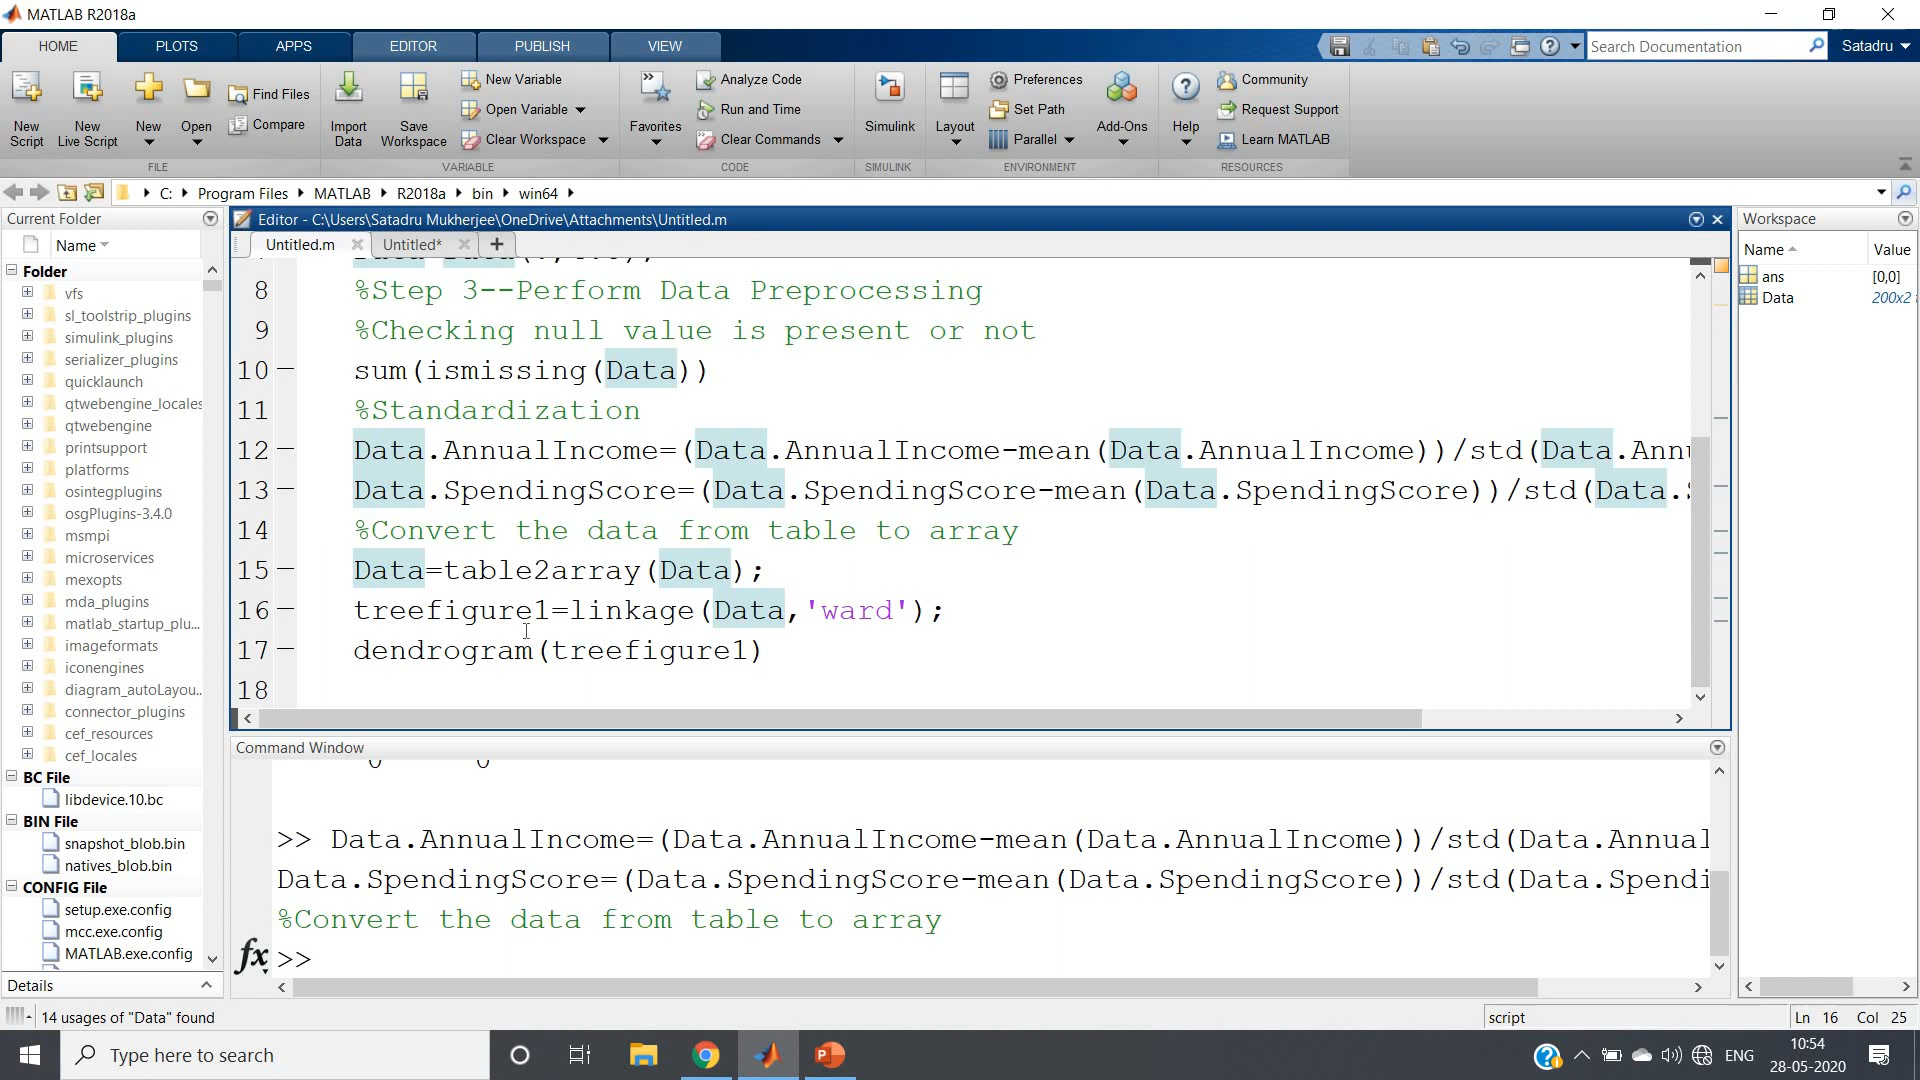 MATLAB R2018a
HOME PLOTS APPS EDITOR PUBLISH VIEW
Search Documentation
Satadru
New Script
New Live Script
New
Open
Find Files
Compare
FILE
Import Data
Save Workspace
New Variable
Open Variable
Clear Workspace
VARIABLE
Favorites
Analyze Code
Run and Time
Clear Commands
CODE
Simulink
SIMULINK
Layout
Preferences
Set Path
Parallel
Add-Ons
ENVIRONMENT
Help
Community
Request Support
Learn MATLAB
RESOURCES
C: Program Files MATLAB R2018a bin win64
Current Folder
Name
Folder
vfs
sl_toolstrip_plugins
simulink_plugins
serializer_plugins
quicklaunch
qtwebengine_locales
qtwebengine
printsupport
platforms
osintegplugins
osgPlugins-3.4.0
msmpi
microservices
mexopts
mda_plugins
matlab_startup_plu...
imageformats
iconengines
diagram_autoLayou...
connector_plugins
cef_resources
cef_locales
BC File
libdevice.10.bc
BIN File
snapshot_blob.bin
natives_blob.bin
CONFIG File
setup.exe.config
mcc.exe.config
MATLAB.exe.config
Details
Editor - C:\Users\Satadru Mukherjee\OneDrive\Attachments\Untitled.m
Untitled.m Untitled*
8 %Step 3--Perform Data Preprocessing
9 %Checking null value is present or not
10 sum(ismissing(Data))
11 %Standardization
12 Data.AnnualIncome=(Data.AnnualIncome-mean(Data.AnnualIncome))/std(Data.Annu
13 Data.SpendingScore=(Data.SpendingScore-mean(Data.SpendingScore))/std(Data.S
14 %Convert the data from table to array
15 Data=table2array(Data);
16 treefigure1=linkage(Data,'ward');
17 dendrogram(treefigure1)
18
Command Window
>> Data.AnnualIncome=(Data.AnnualIncome-mean(Data.AnnualIncome))/std(Data.Annual
Data.SpendingScore=(Data.SpendingScore-mean(Data.SpendingScore))/std(Data.Spendi
%Convert the data from table to array
fx >>
Workspace
Name Value
ans [0,0]
Data 200x2
14 usages of "Data" found
script
Ln 16 Col 25
Type here to search
ENG
10:54
28-05-2020